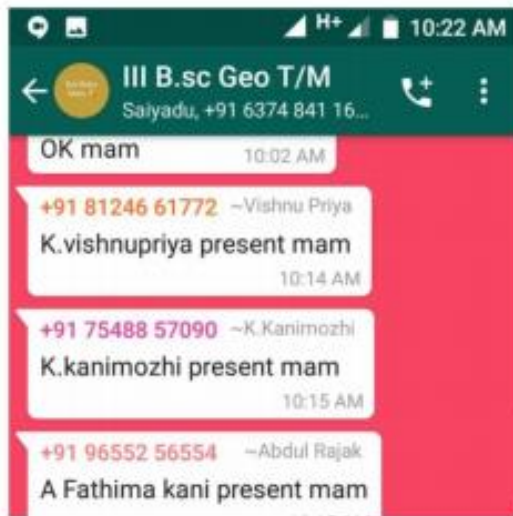 H+ 10:22 AM
III B.sc Geo T/M
Saiyadu, +91 6374 841 16...
OK mam
10:02 AM
+91 81246 61772 ~Vishnu Priya
K.vishnupriya present mam
10:14 AM
+91 75488 57090 ~K.Kanimozhi
K.kanimozhi present mam
10:15 AM
+91 96552 56554 ~Abdul Rajak
A Fathima kani present mam